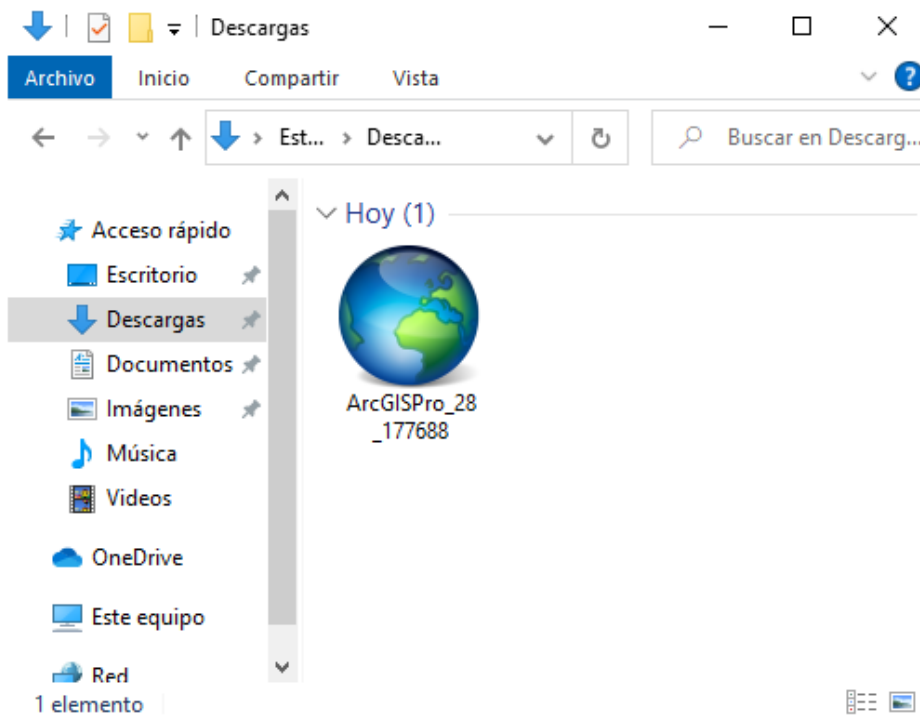 Descargas
Archivo Inicio Compartir Vista
Est... Desca... Buscar en Descarg...
Hoy (1)
ArcGISPro_28
_177688
Acceso rápido
Escritorio
Descargas
Documentos
Imágenes
Música
Videos
OneDrive
Este equipo
Red
1 elemento